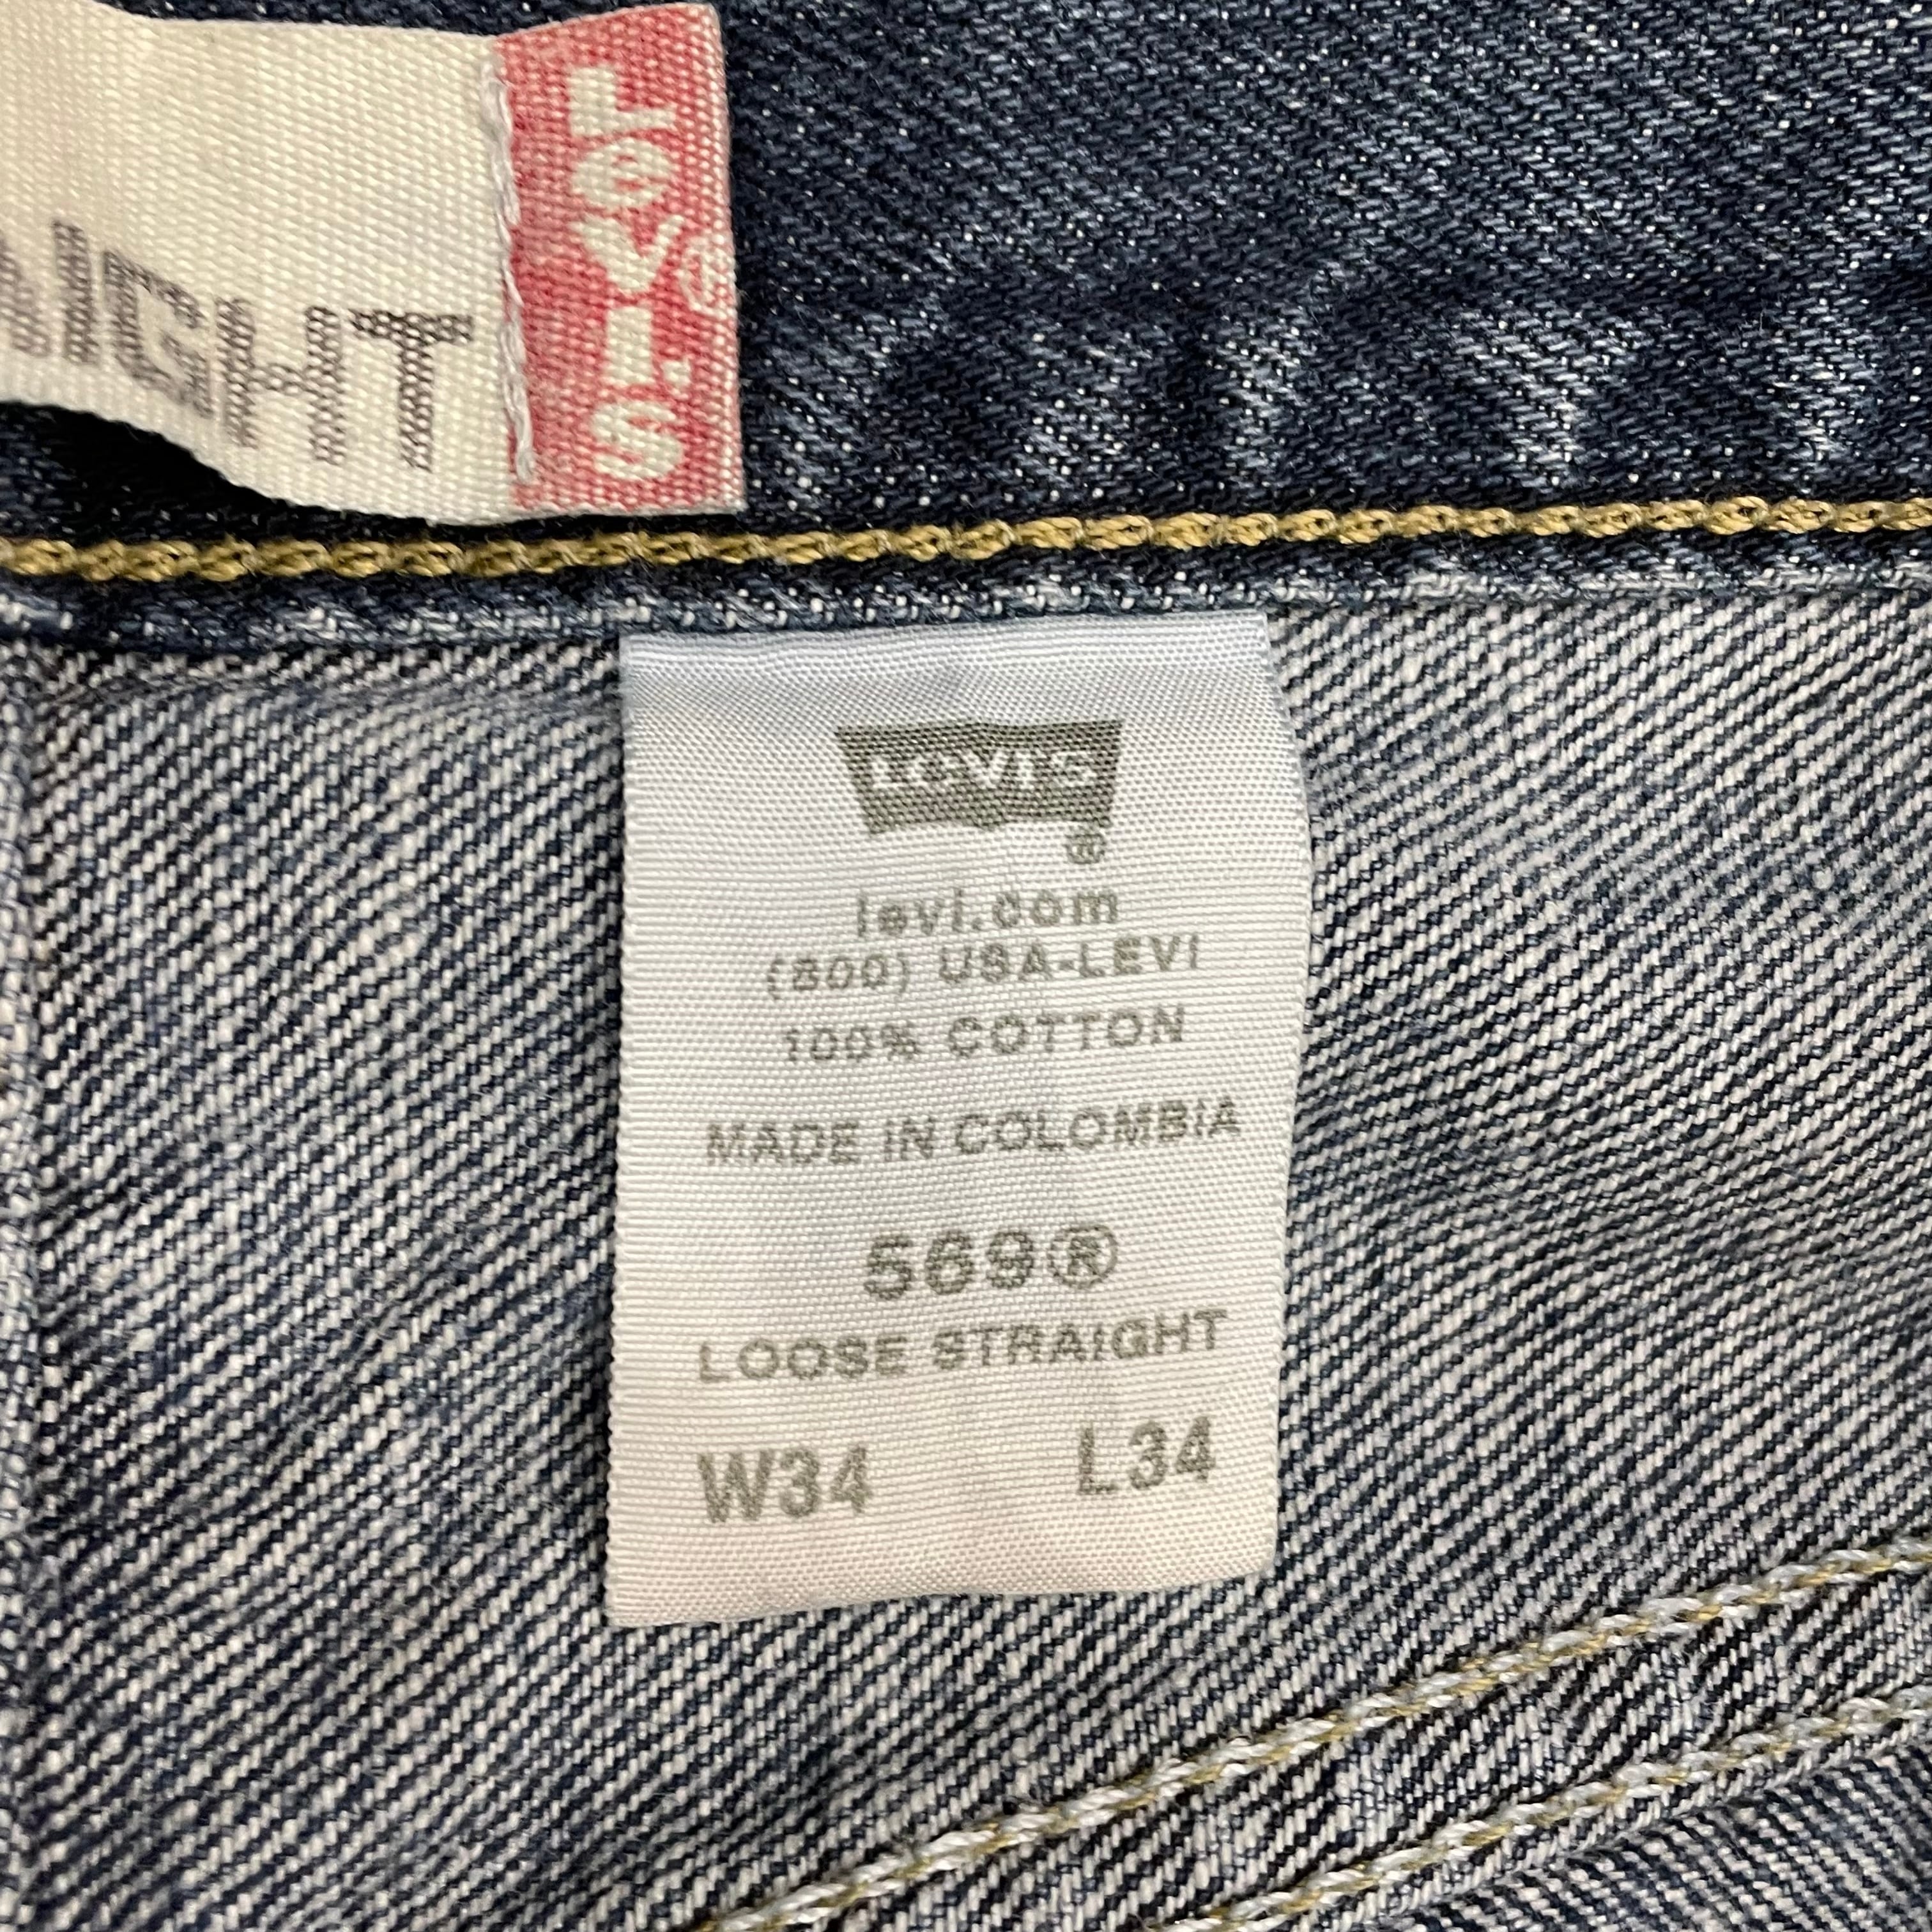 AIGHT
LEVI'S
LEVI'S
®
levi.com
(800) USA-LEVI
100% COTTON
MADE IN COLOMBIA
569®
LOOSE STRAIGHT
W34 L34